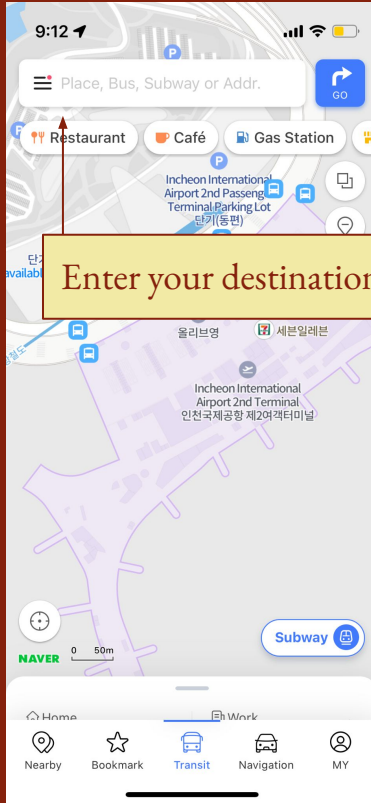 9:12
Place, Bus, Subway or Addr.
GO
Restaurant
Café
Gas Station
P
P
Incheon International
Airport 2nd Passeng
Terminal Parking Lot
단기(동편)
단기
availabl
Enter your destination
올리브영
세븐일레븐
Incheon International
Airport 2nd Terminal
인천국제공항 제2여객터미널
Subway
NAVER
0 50m
Home
Work
Nearby
Bookmark
Transit
Navigation
MY